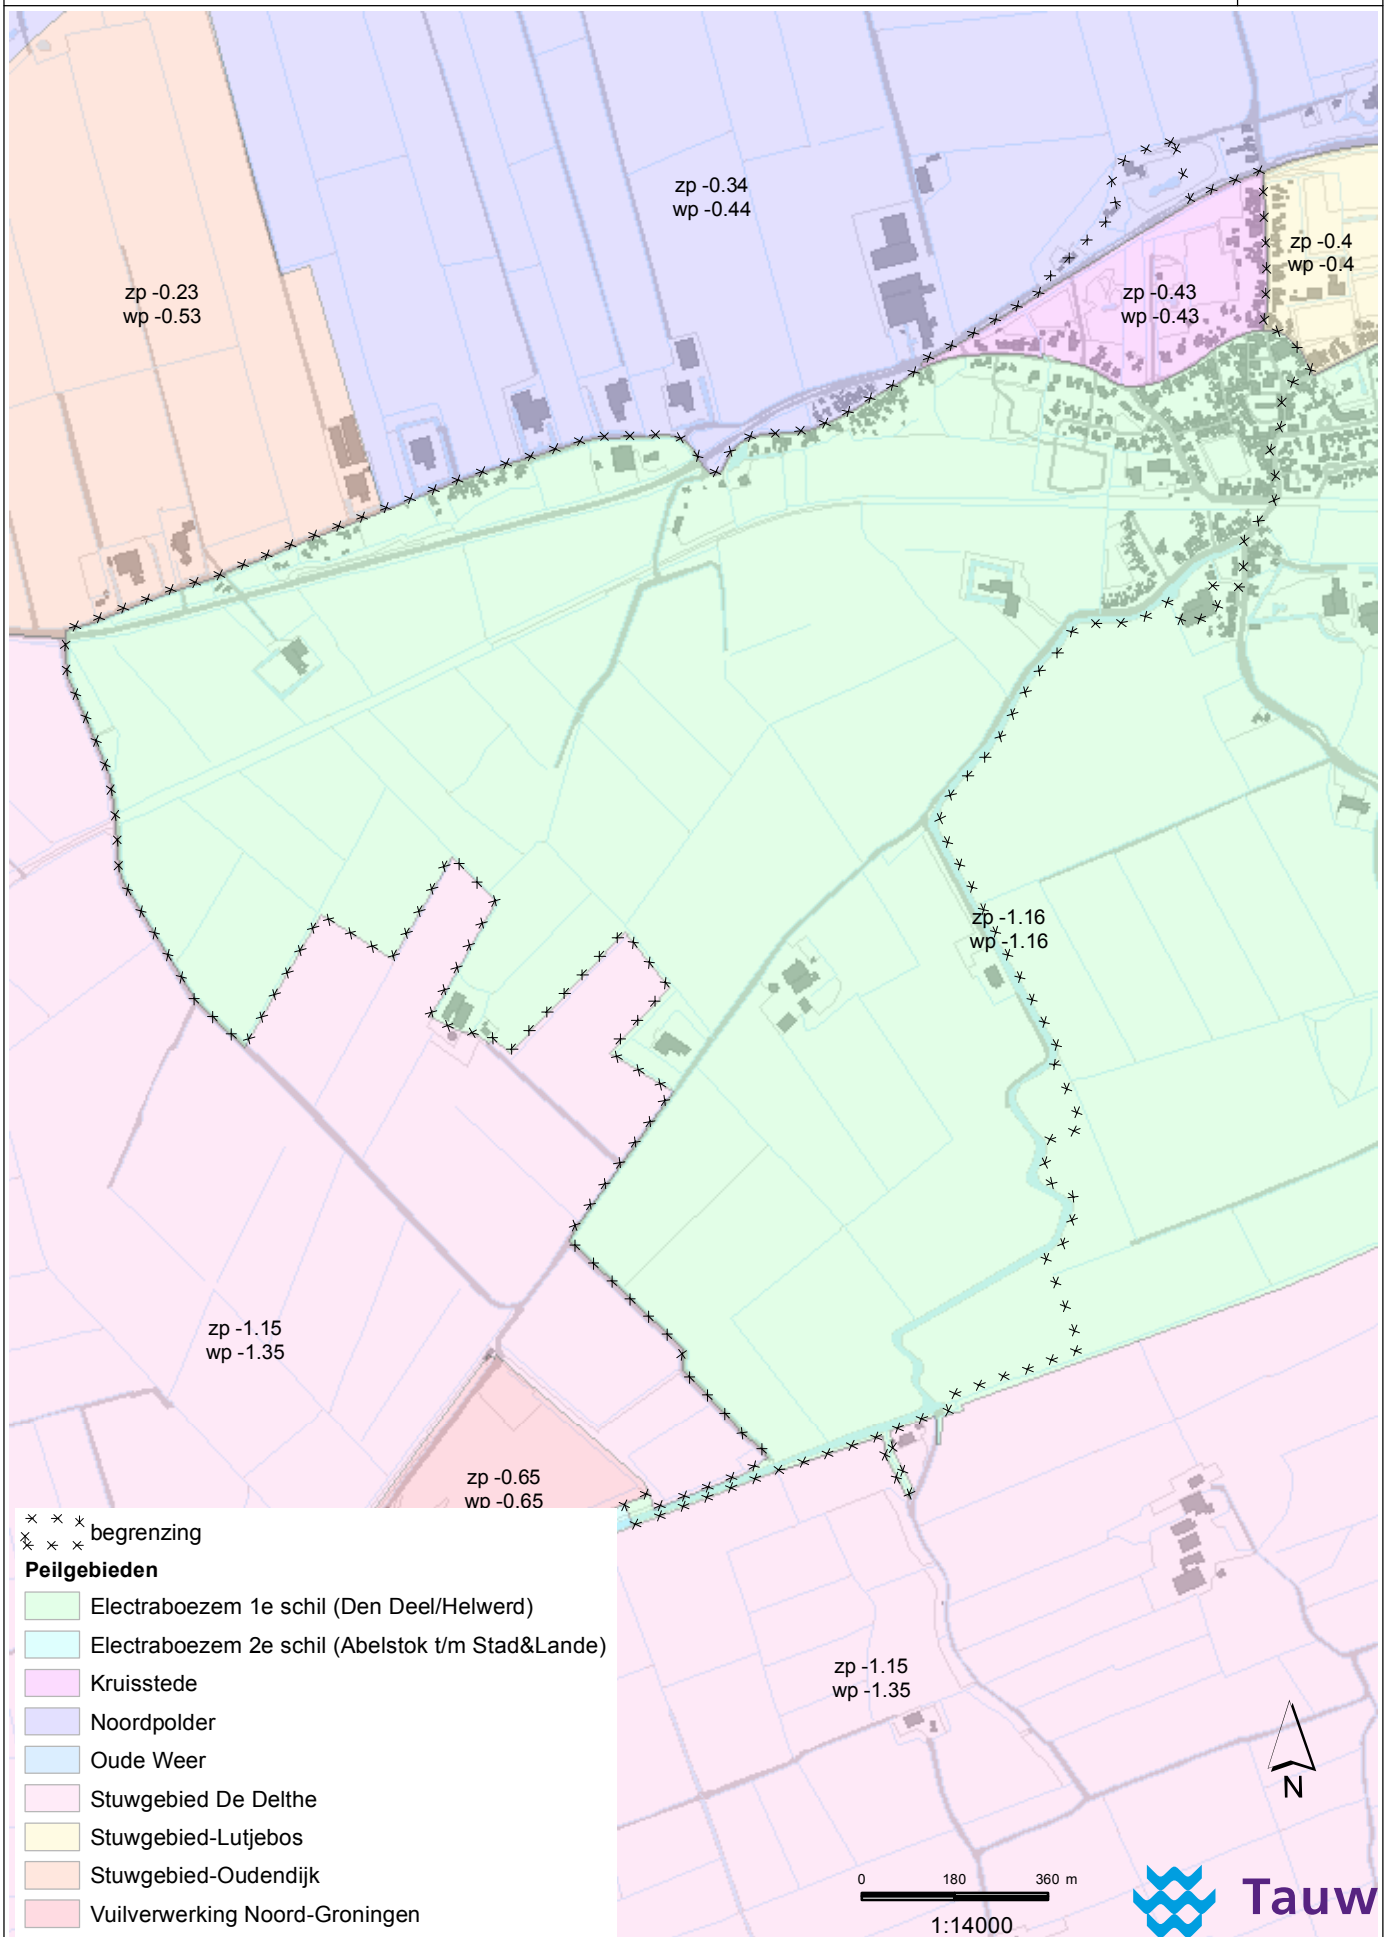 zp -0.34
wp -0.44
zp -0.4
wp -0.4
zp -0.23
wp -0.53
zp -0.43
wp -0.43
zp -1.16
wp -1.16
zp -1.15
wp -1.35
zp -0.65
wp -0.65
begrenzing
Peilgebieden
Electraboezem 1e schil (Den Deel/Helwerd)
Electraboezem 2e schil (Abelstok t/m Stad&Lande)
Kruisstede
Noordpolder
Oude Weer
Stuwgebied De Delthe
Stuwgebied-Lutjebos
Stuwgebied-Oudendijk
Vuilverwerking Noord-Groningen
zp -1.15
wp -1.35
N
0 180 360 m
1:14000
Tauw